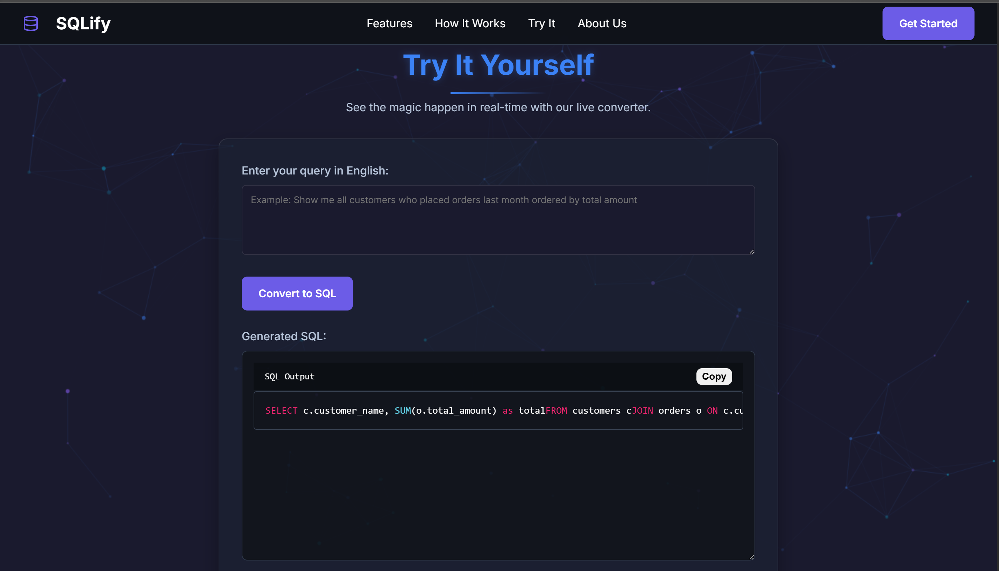 SQLify
Features
How It Works
Try It
About Us
Get Started
Try It Yourself
See the magic happen in real-time with our live converter.
Enter your query in English:
Example: Show me all customers who placed orders last month ordered by total amount
Convert to SQL
Generated SQL:
SQL Output
Copy
SELECT c.customer_name, SUM(o.total_amount) as totalFROM customers cJOIN orders o ON c.cu